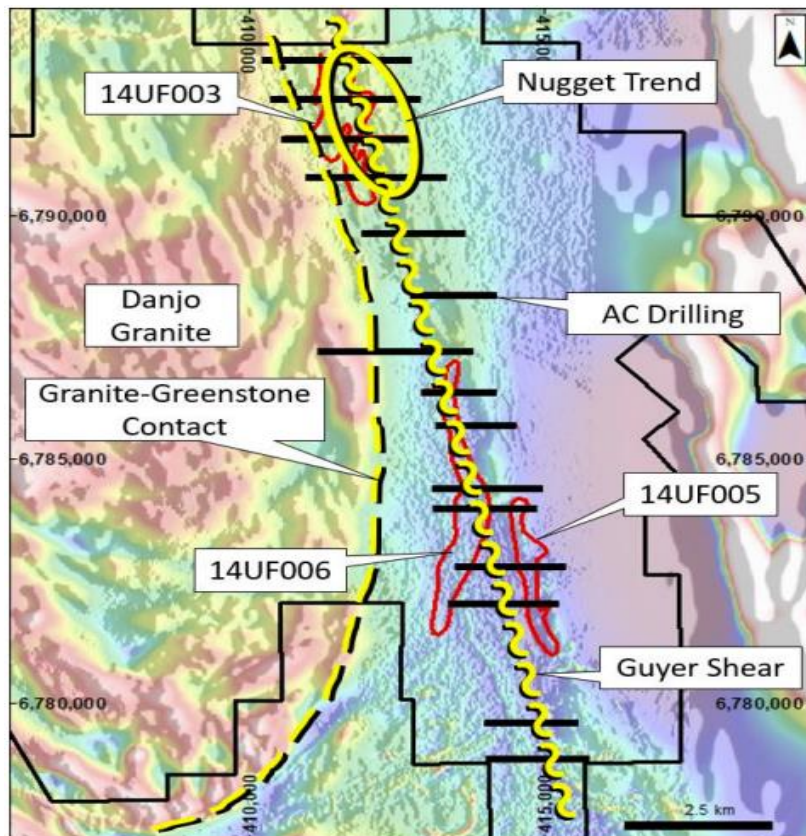 410,000
415,000
N
14UF003
Nugget Trend
6,790,000
6,790,000
Danjo
Granite
AC Drilling
Granite-Greenstone
Contact
6,785,000
6,785,000
14UF005
14UF006
Guyer Shear
6,780,000
6,780,000
410,000
415,000
2.5 km